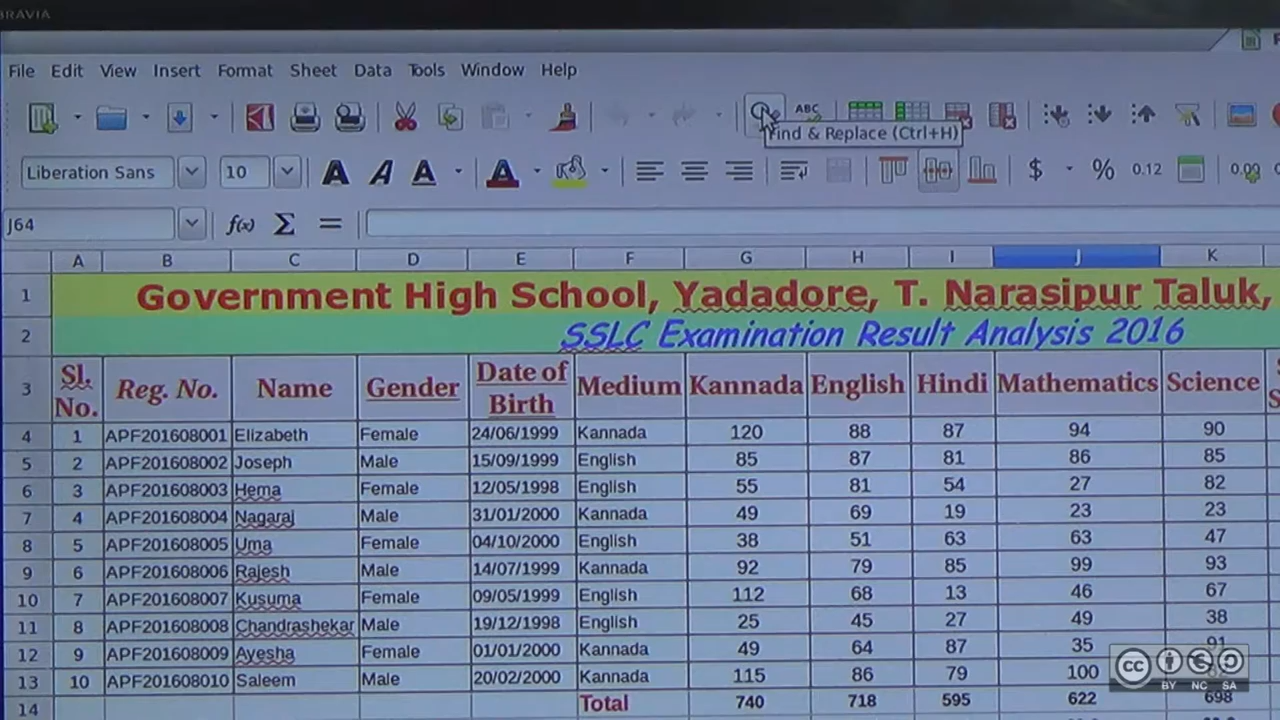 BRAVIA
File Edit View Insert Format Sheet Data Tools Window Help
ABC
Find & Replace (Ctrl+H)
Liberation Sans 10 A A A A $ % 0.12 0.00
J64 f(x) Σ =
A B C D E F G H I J K
1 Government High School, Yadadore, T. Narasipur Taluk,
2 SSLC Examination Result Analysis 2016
3 Sl. No. Reg. No. Name Gender Date of Birth Medium Kannada English Hindi Mathematics Science
4 1 APF201608001 Elizabeth Female 24/06/1999 Kannada 120 88 87 94 90
5 2 APF201608002 Joseph Male 15/09/1999 English 85 87 81 86 85
6 3 APF201608003 Hema Female 12/05/1998 English 55 81 54 27 82
7 4 APF201608004 Nagaraj Male 31/01/2000 Kannada 49 69 19 23 23
8 5 APF201608005 Uma Female 04/10/2000 English 38 51 63 63 47
9 6 APF201608006 Rajesh Male 14/07/1999 Kannada 92 79 85 99 93
10 7 APF201608007 Kusuma Female 09/05/1999 English 112 68 13 46 67
11 8 APF201608008 Chandrashekar Male 19/12/1998 English 25 45 27 49 38
12 9 APF201608009 Ayesha Female 01/01/2000 Kannada 49 64 87 35 91
13 10 APF201608010 Saleem Male 20/02/2000 Kannada 115 86 79 100
14 Total 740 718 595 622 698
cc BY NC SA